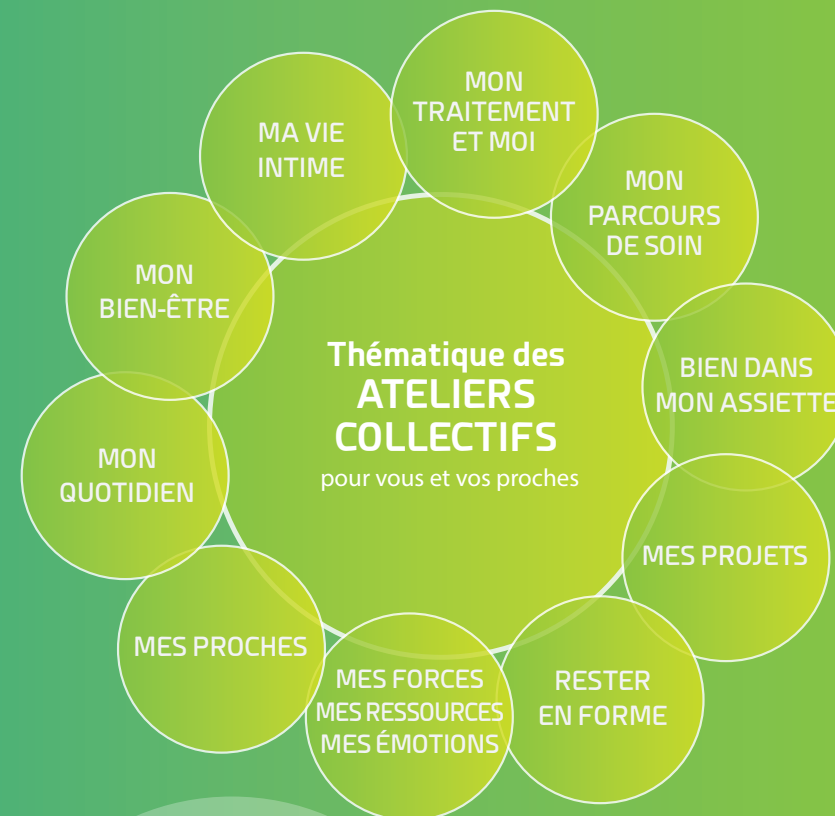 MON
TRAITEMENT
ET MOI
MA VIE
INTIME
MON
PARCOURS
DE SOIN
MON
BIEN-ÊTRE
Thématique des
ATELIERS
COLLECTIFS
pour vous et vos proches
BIEN DANS
MON ASSIETTE
MON
QUOTIDIEN
MES PROJETS
MES PROCHES
MES FORCES
MES RESSOURCES
MES ÉMOTIONS
RESTER
EN FORME